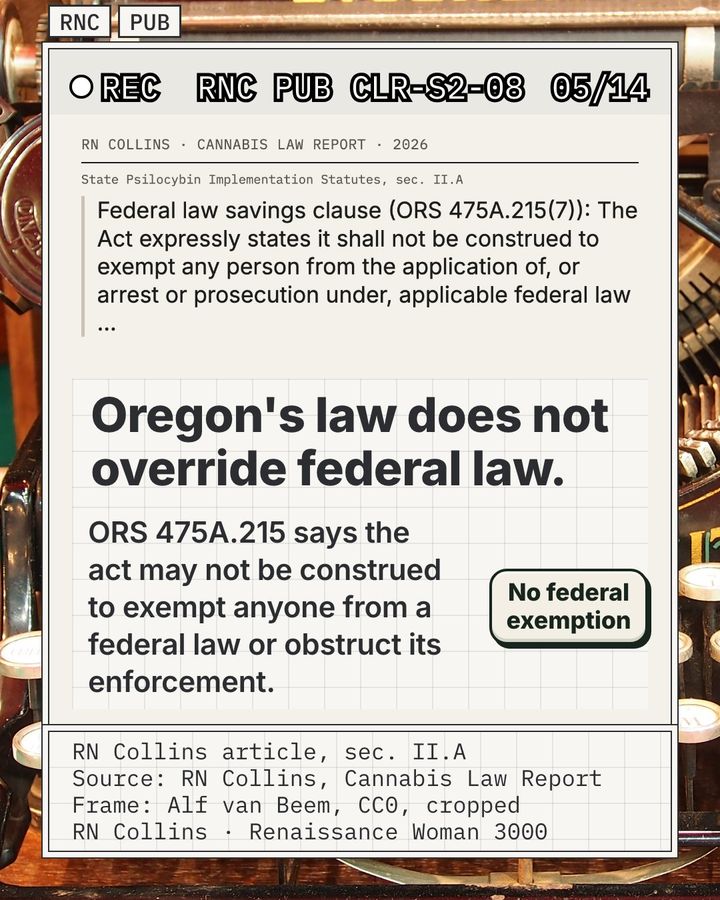 RNC PUB
REC RNC PUB CLR-S2-08 05/14
RN COLLINS · CANNABIS LAW REPORT · 2026
State Psilocybin Implementation Statutes, sec. II.A
Federal law savings clause (ORS 475A.215(7)): The
Act expressly states it shall not be construed to
exempt any person from the application of, or
arrest or prosecution under, applicable federal law
...
Oregon's law does not
override federal law.
ORS 475A.215 says the
act may not be construed
to exempt anyone from a
federal law or obstruct its
enforcement.
No federal
exemption
RN Collins article, sec. II.A
Source: RN Collins, Cannabis Law Report
Frame: Alf van Beem, CC0, cropped
RN Collins · Renaissance Woman 3000